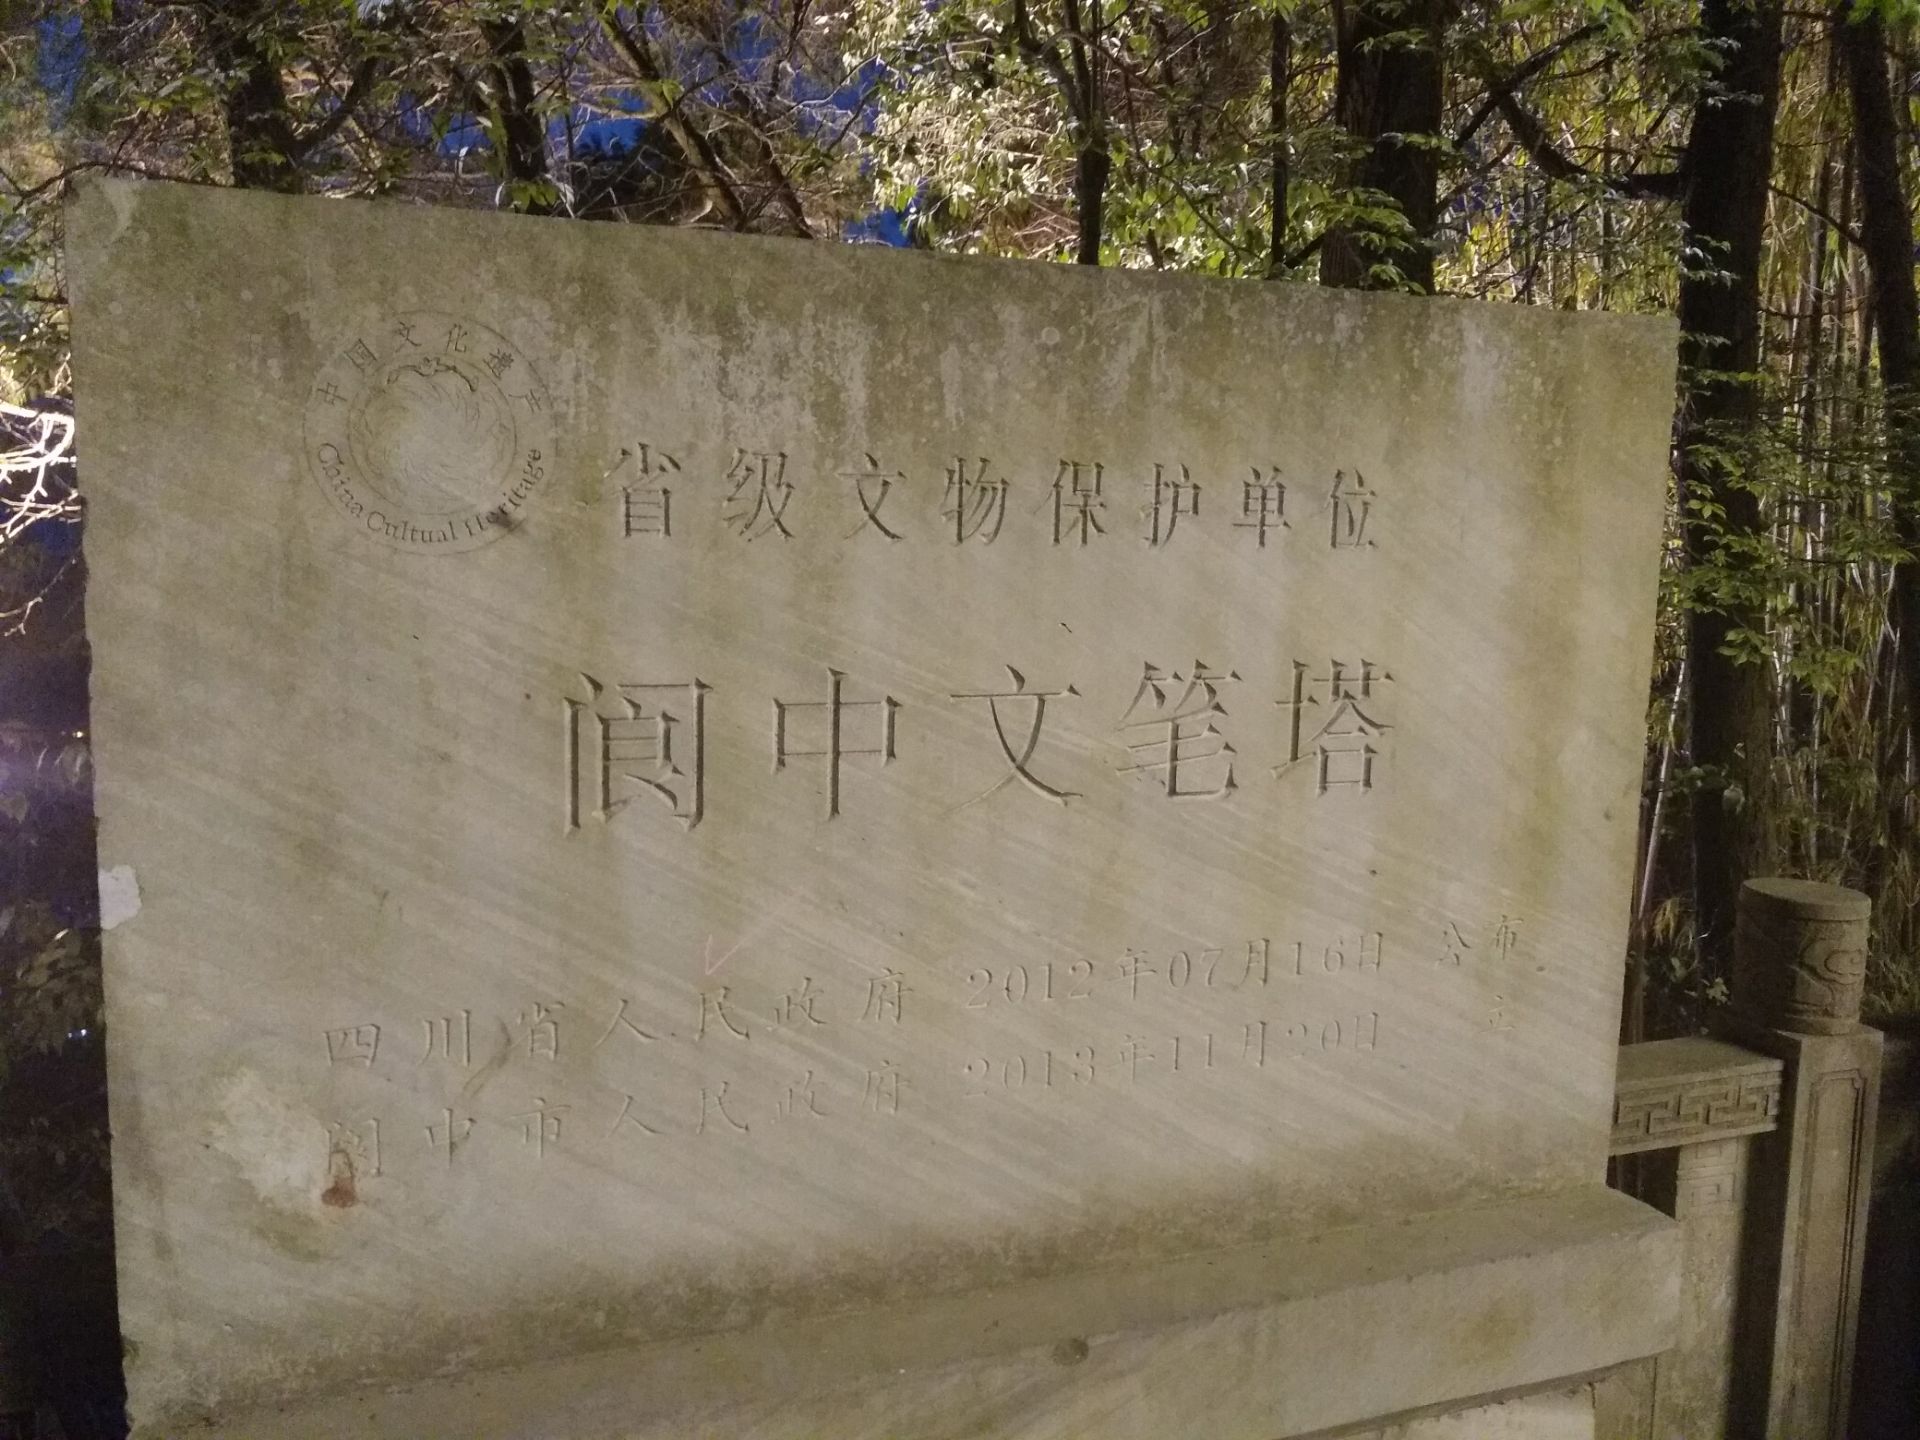 中国文化遗产
China Cultural Heritage
省级文物保护单位
阆中文笔塔
四川省人民政府 2012年07月16日 公布
阆中市人民政府 2013年11月20日 立